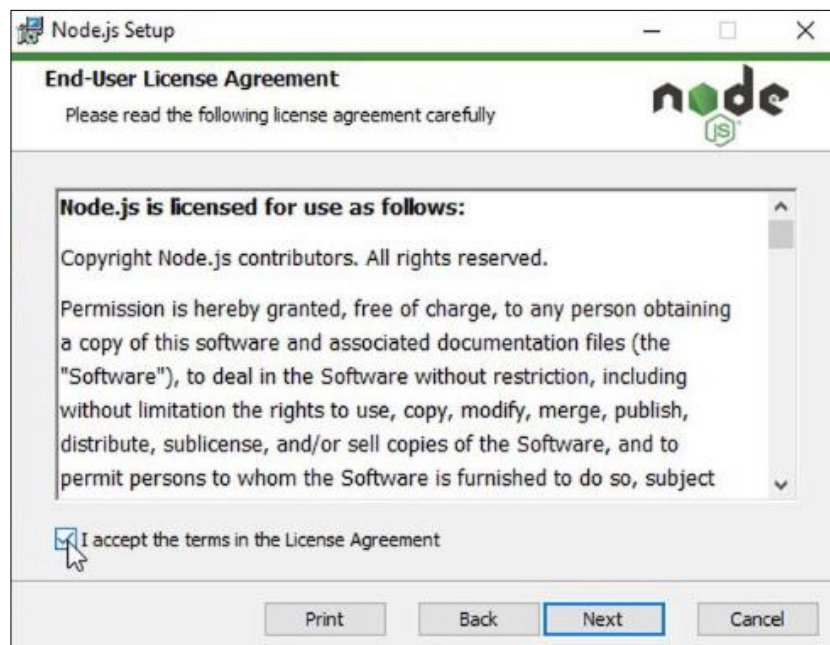 Node.js Setup
End-User License Agreement
Please read the following license agreement carefully
node
JS
Node.js is licensed for use as follows:
Copyright Node.js contributors. All rights reserved.
Permission is hereby granted, free of charge, to any person obtaining
a copy of this software and associated documentation files (the
"Software"), to deal in the Software without restriction, including
without limitation the rights to use, copy, modify, merge, publish,
distribute, sublicense, and/or sell copies of the Software, and to
permit persons to whom the Software is furnished to do so, subject
I accept the terms in the License Agreement
Print Back Next Cancel